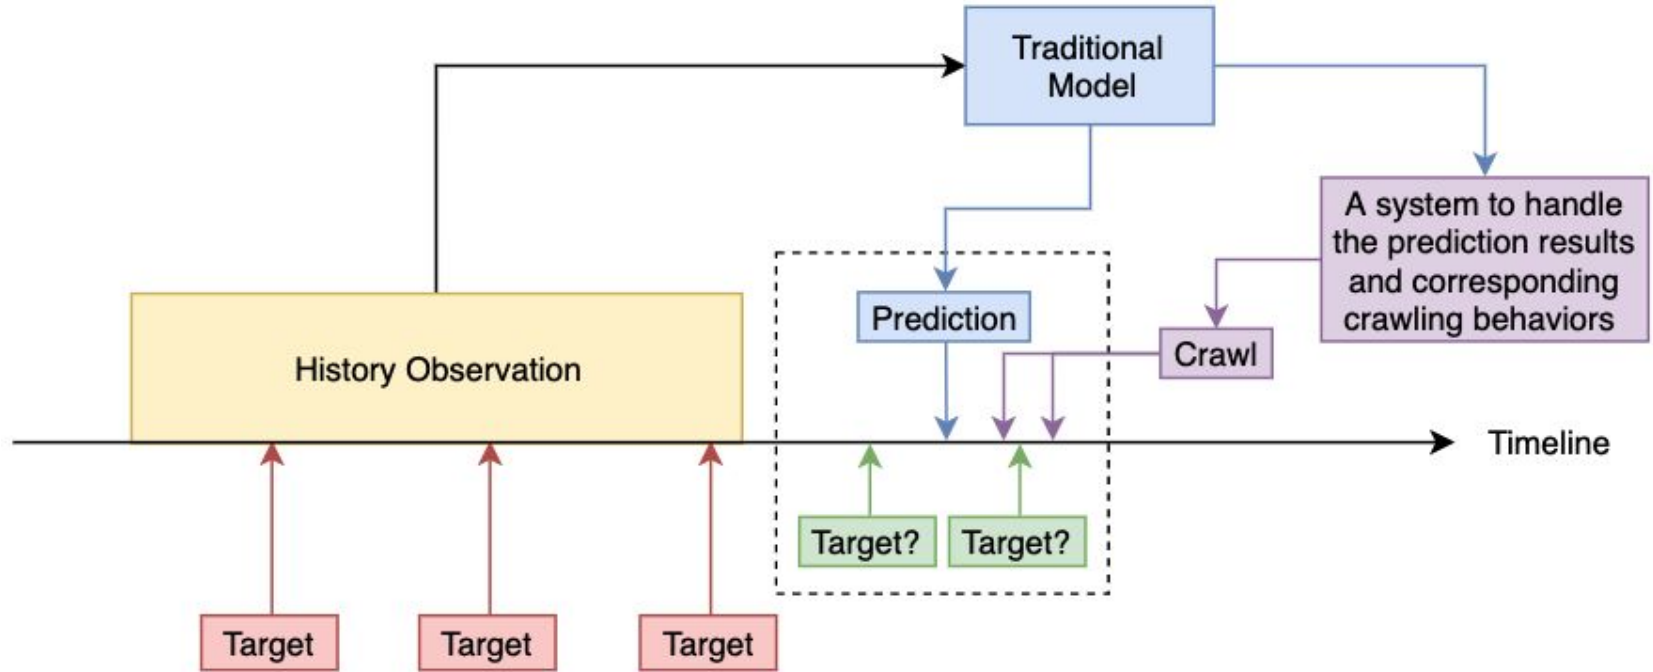 Traditional
Model
A system to handle
the prediction results
and corresponding
crawling behaviors
Prediction
Crawl
History Observation
Timeline
Target?
Target?
Target
Target
Target